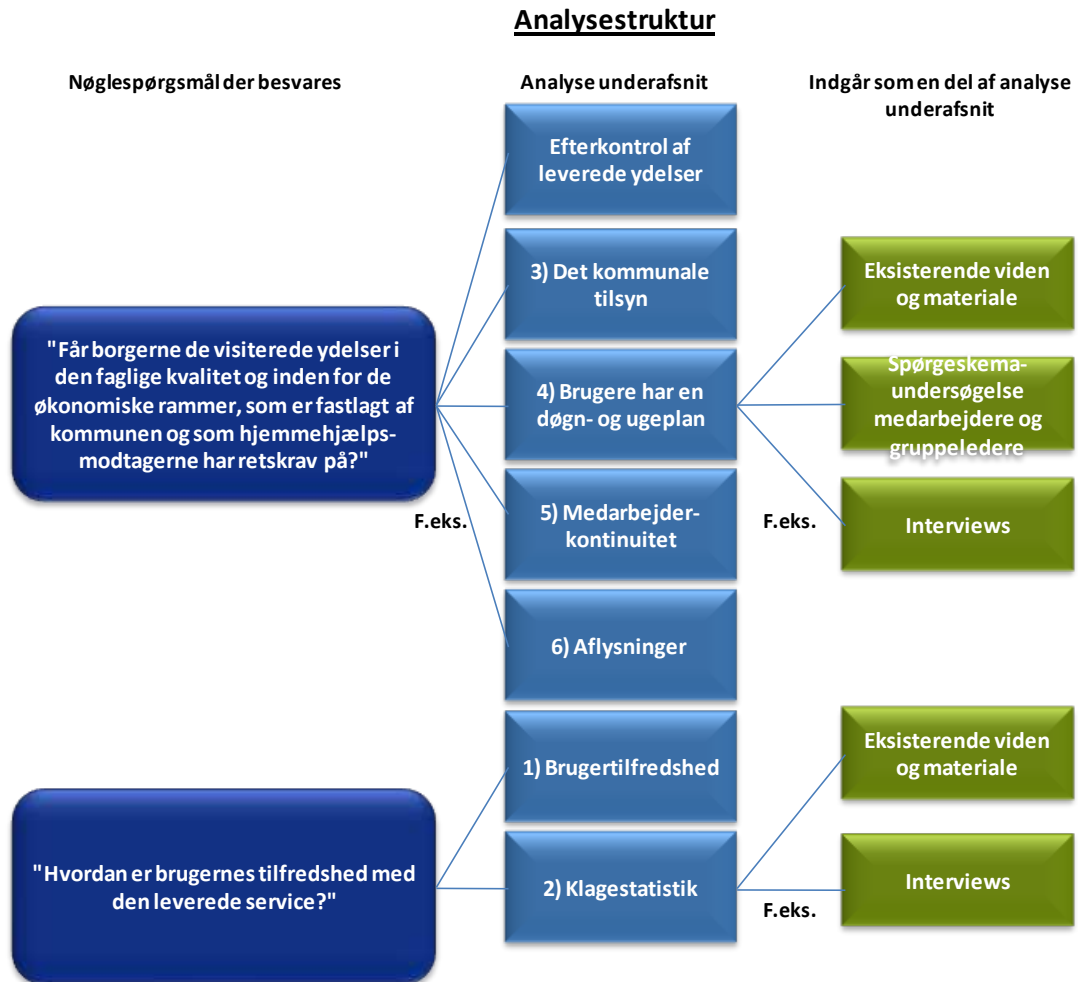 Analysestruktur
Nøglespørgsmål der besvares
Analyse underafsnit
Indgår som en del af analyse
underafsnit
"Får borgerne de visiterede ydelser i
den faglige kvalitet og inden for de
økonomiske rammer, som er fastlagt af
kommunen og som hjemmehjælps-
modtagerne har retskrav på?"
F.eks.
Efterkontrol af
leverede ydelser
3) Det kommunale
tilsyn
4) Brugere har en
døgn- og ugeplan
5) Medarbejder-
kontinuitet
6) Aflysninger
F.eks.
Eksisterende viden
og materiale
Spørgeskema-
undersøgelse
medarbejdere og
gruppeledere
Interviews
"Hvordan er brugernes tilfredshed med
den leverede service?"
1) Brugertilfredshed
2) Klagestatistik
F.eks.
Eksisterende viden
og materiale
Interviews